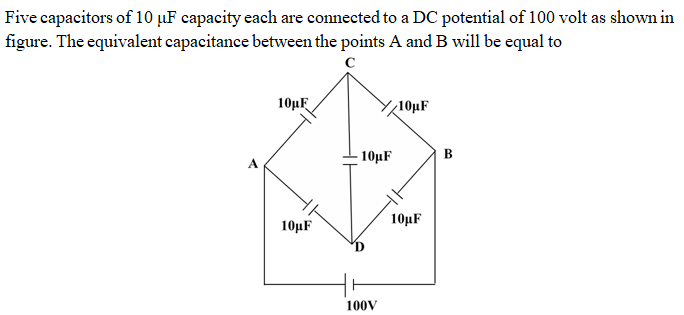 Five capacitors of 10 μF capacity each are connected to a DC potential of 100 volt as shown in
figure. The equivalent capacitance between the points A and B will be equal to
C
10μF
10μF
10μF
B
A
10μF
10μF
D
100V